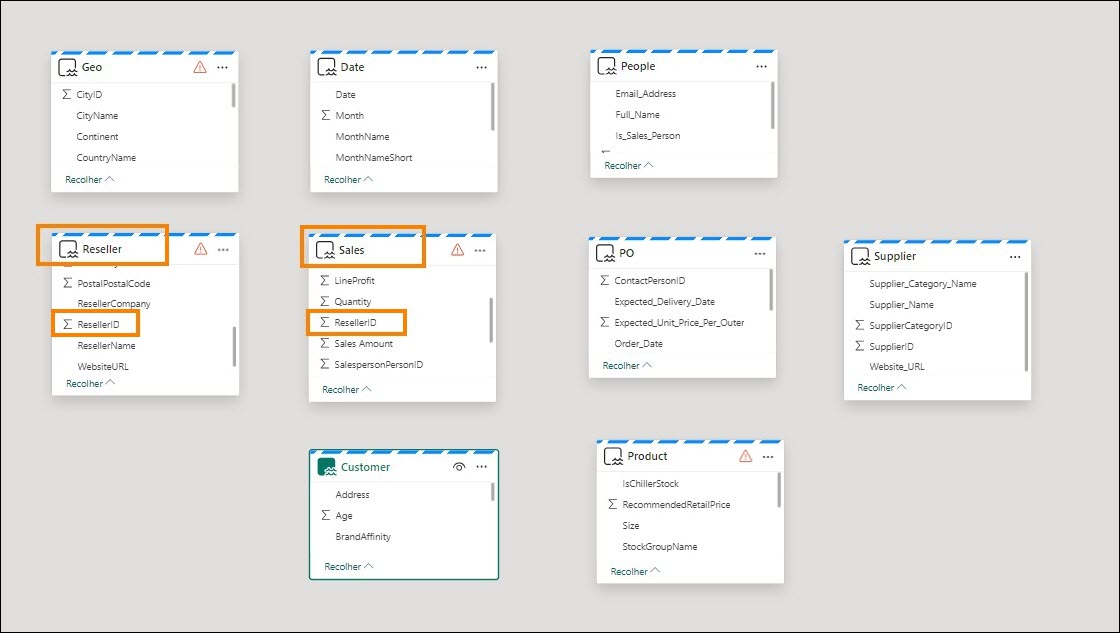 Geo
Σ CityID
CityName
Continent
CountryName
Recolher
Date
Date
Σ Month
MonthName
MonthNameShort
Recolher
People
Email_Address
Full_Name
Is_Sales_Person
Recolher
Reseller
Σ PostalPostalCode
ResellerCompany
Σ ResellerID
ResellerName
WebsiteURL
Recolher
Sales
Σ LineProfit
Σ Quantity
Σ ResellerID
Σ Sales Amount
Σ SalespersonPersonID
Recolher
PO
Σ ContactPersonID
Expected_Delivery_Date
Σ Expected_Unit_Price_Per_Outer
Order_Date
Recolher
Supplier
Supplier_Category_Name
Supplier_Name
Σ SupplierCategoryID
Σ SupplierID
Website_URL
Recolher
Customer
Address
Σ Age
BrandAffinity
Recolher
Product
IsChillerStock
Σ RecommendedRetailPrice
Size
StockGroupName
Recolher